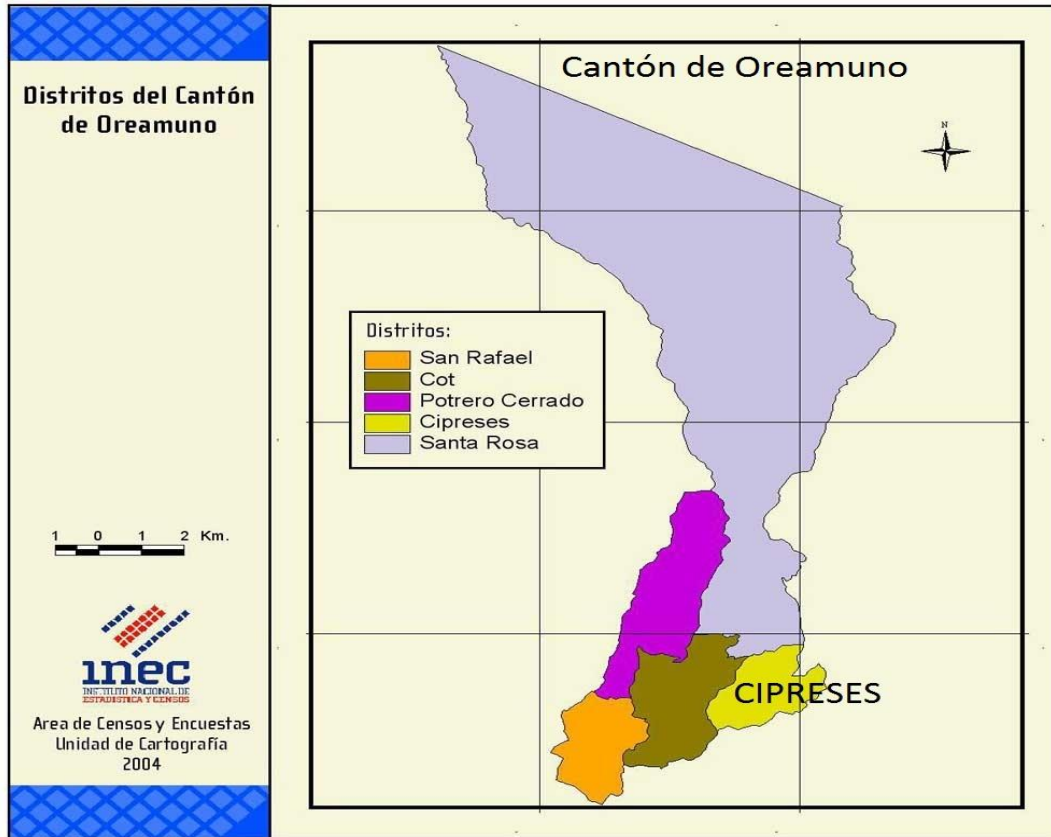 Distritos del Cantón
de Oreamuno
1 0 1 2 Km.
inec
INSTITUTO NACIONAL DE
ESTADISTICA Y CENSOS
Area de Censos y Encuestas
Unidad de Cartografía
2004
Cantón de Oreamuno
N
Distritos:
San Rafael
Cot
Potrero Cerrado
Cipreses
Santa Rosa
CIPRESES